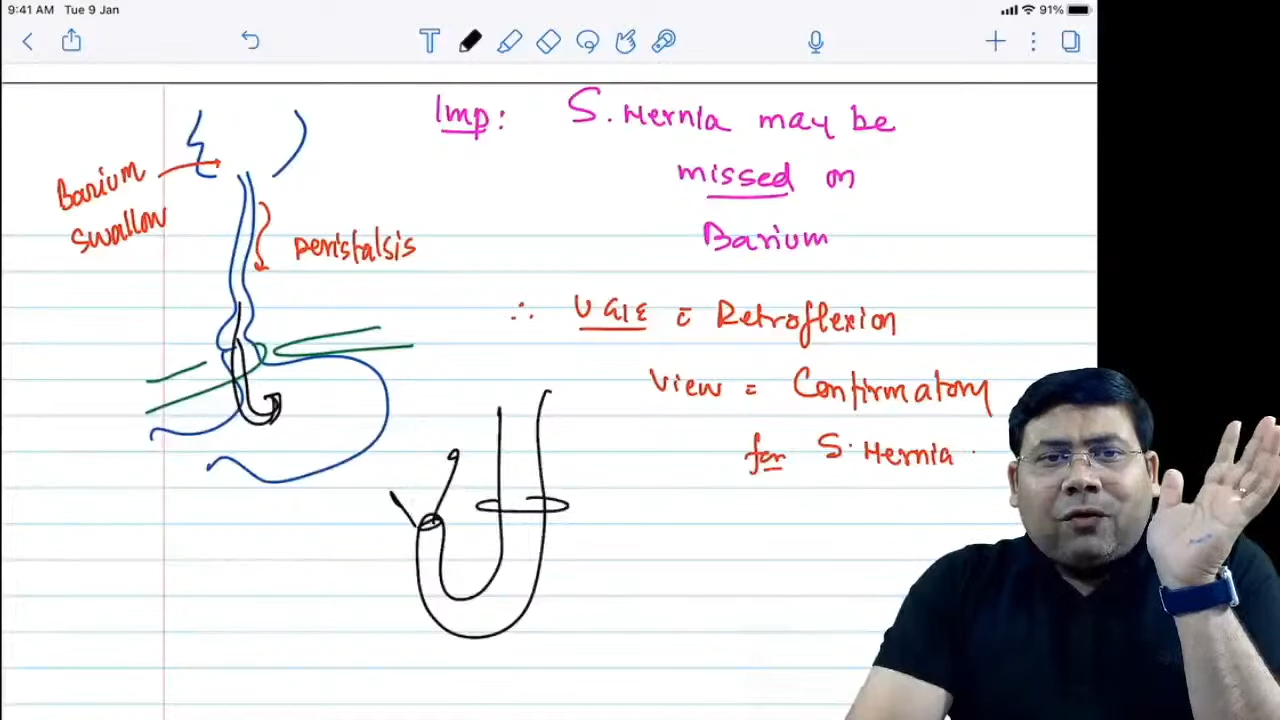 9:41 AM Tue 9 Jan
91%
T
Imp: S. Hernia may be
missed on
Barium
Barium
swallow
peristalsis
∴ UGIE c̄ Retroflexion
View = Confirmatory
for S. Hernia